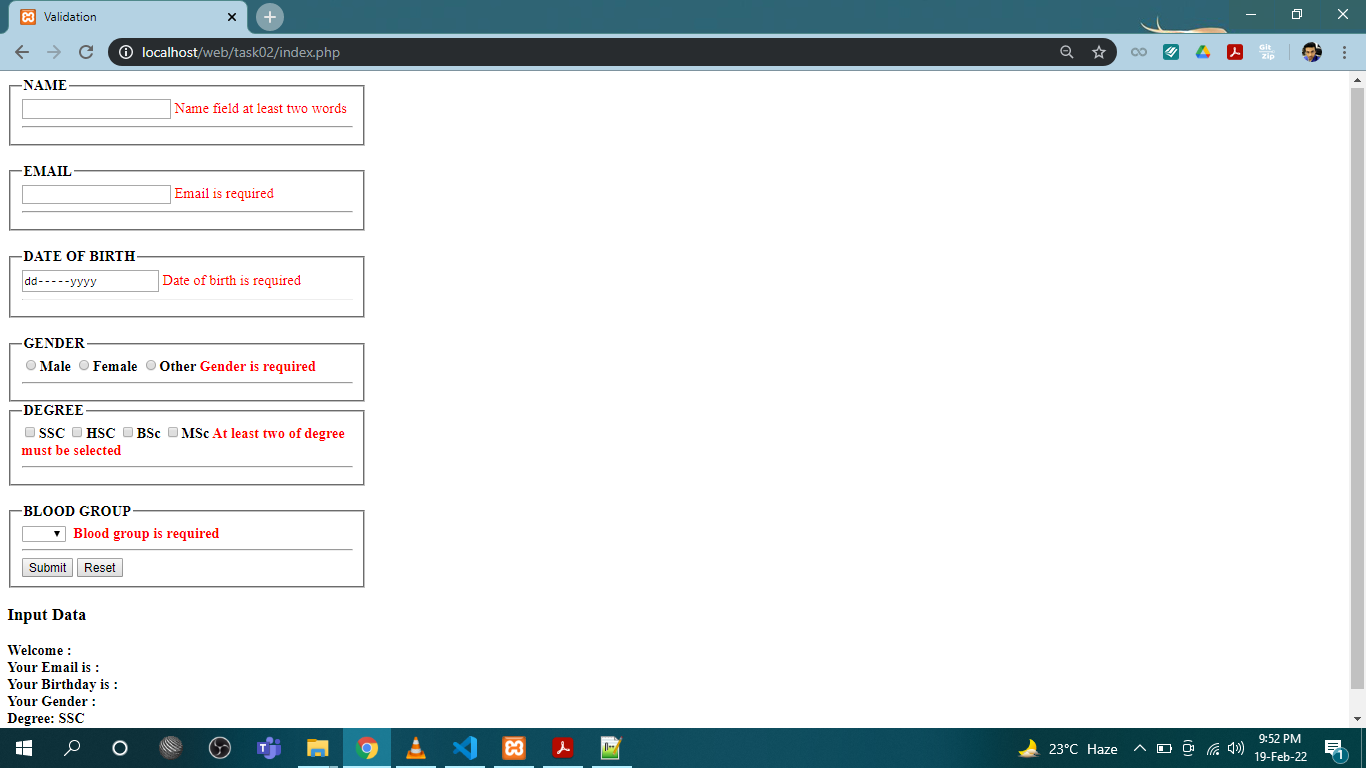 Validation
localhost/web/task02/index.php
Git Zip
NAME
Name field at least two words
EMAIL
Email is required
DATE OF BIRTH
dd-----yyyy Date of birth is required
GENDER
Male Female Other Gender is required
DEGREE
SSC HSC BSc MSc At least two of degree
must be selected
BLOOD GROUP
Blood group is required
Submit Reset
Input Data
Welcome :
Your Email is :
Your Birthday is :
Your Gender :
Degree: SSC
23°C Haze
9:52 PM
19-Feb-22
1